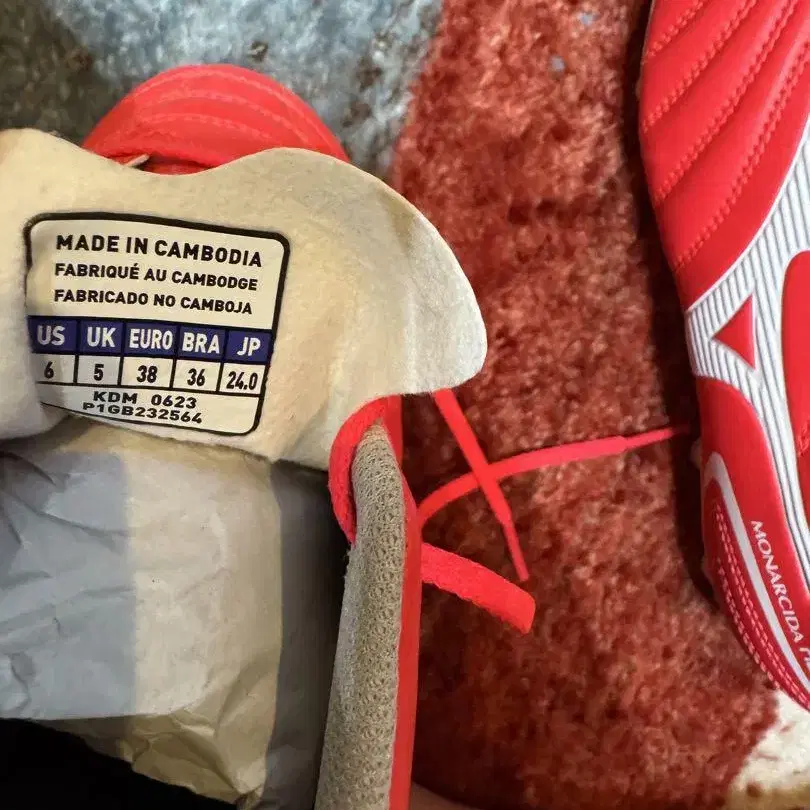 MADE IN CAMBODIA
FABRIQUÉ AU CAMBODGE
FABRICADO NO CAMBOJA
US UK EURO BRA JP
6 5 38 36 24.0
KDM 0623
P1GB232564
MONARCIDA